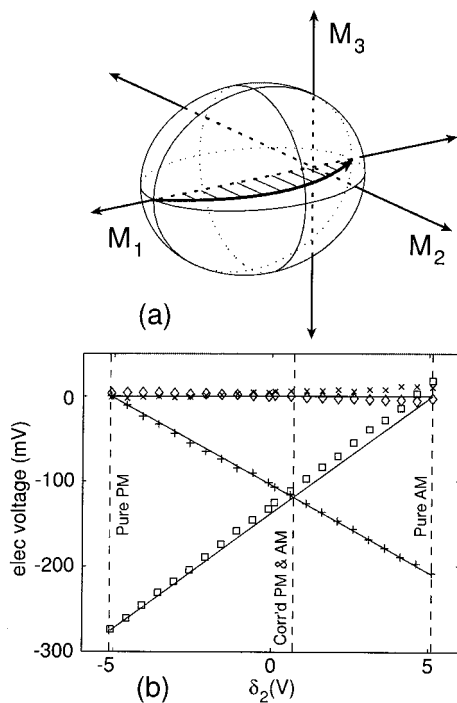 M3
M1
M2
(a)
0
-100
-200
-300
elec voltage (mV)
Pure PM
Corr'd PM & AM
Pure AM
-5
0
5
δ2(V)
(b)